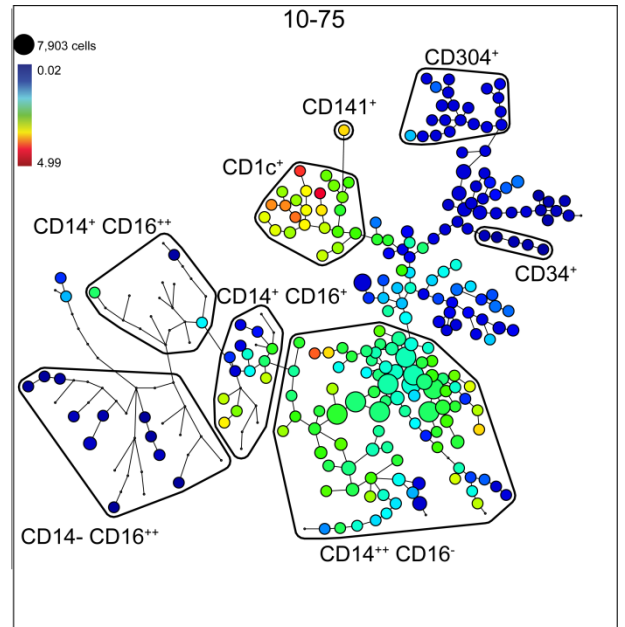 10-75
7,903 cells
0.02
4.99
CD304⁺
CD141⁺
CD1c⁺
CD14⁺ CD16⁺⁺
CD14⁺ CD16⁺
CD34⁺
CD14- CD16⁺⁺
CD14⁺⁺ CD16⁻